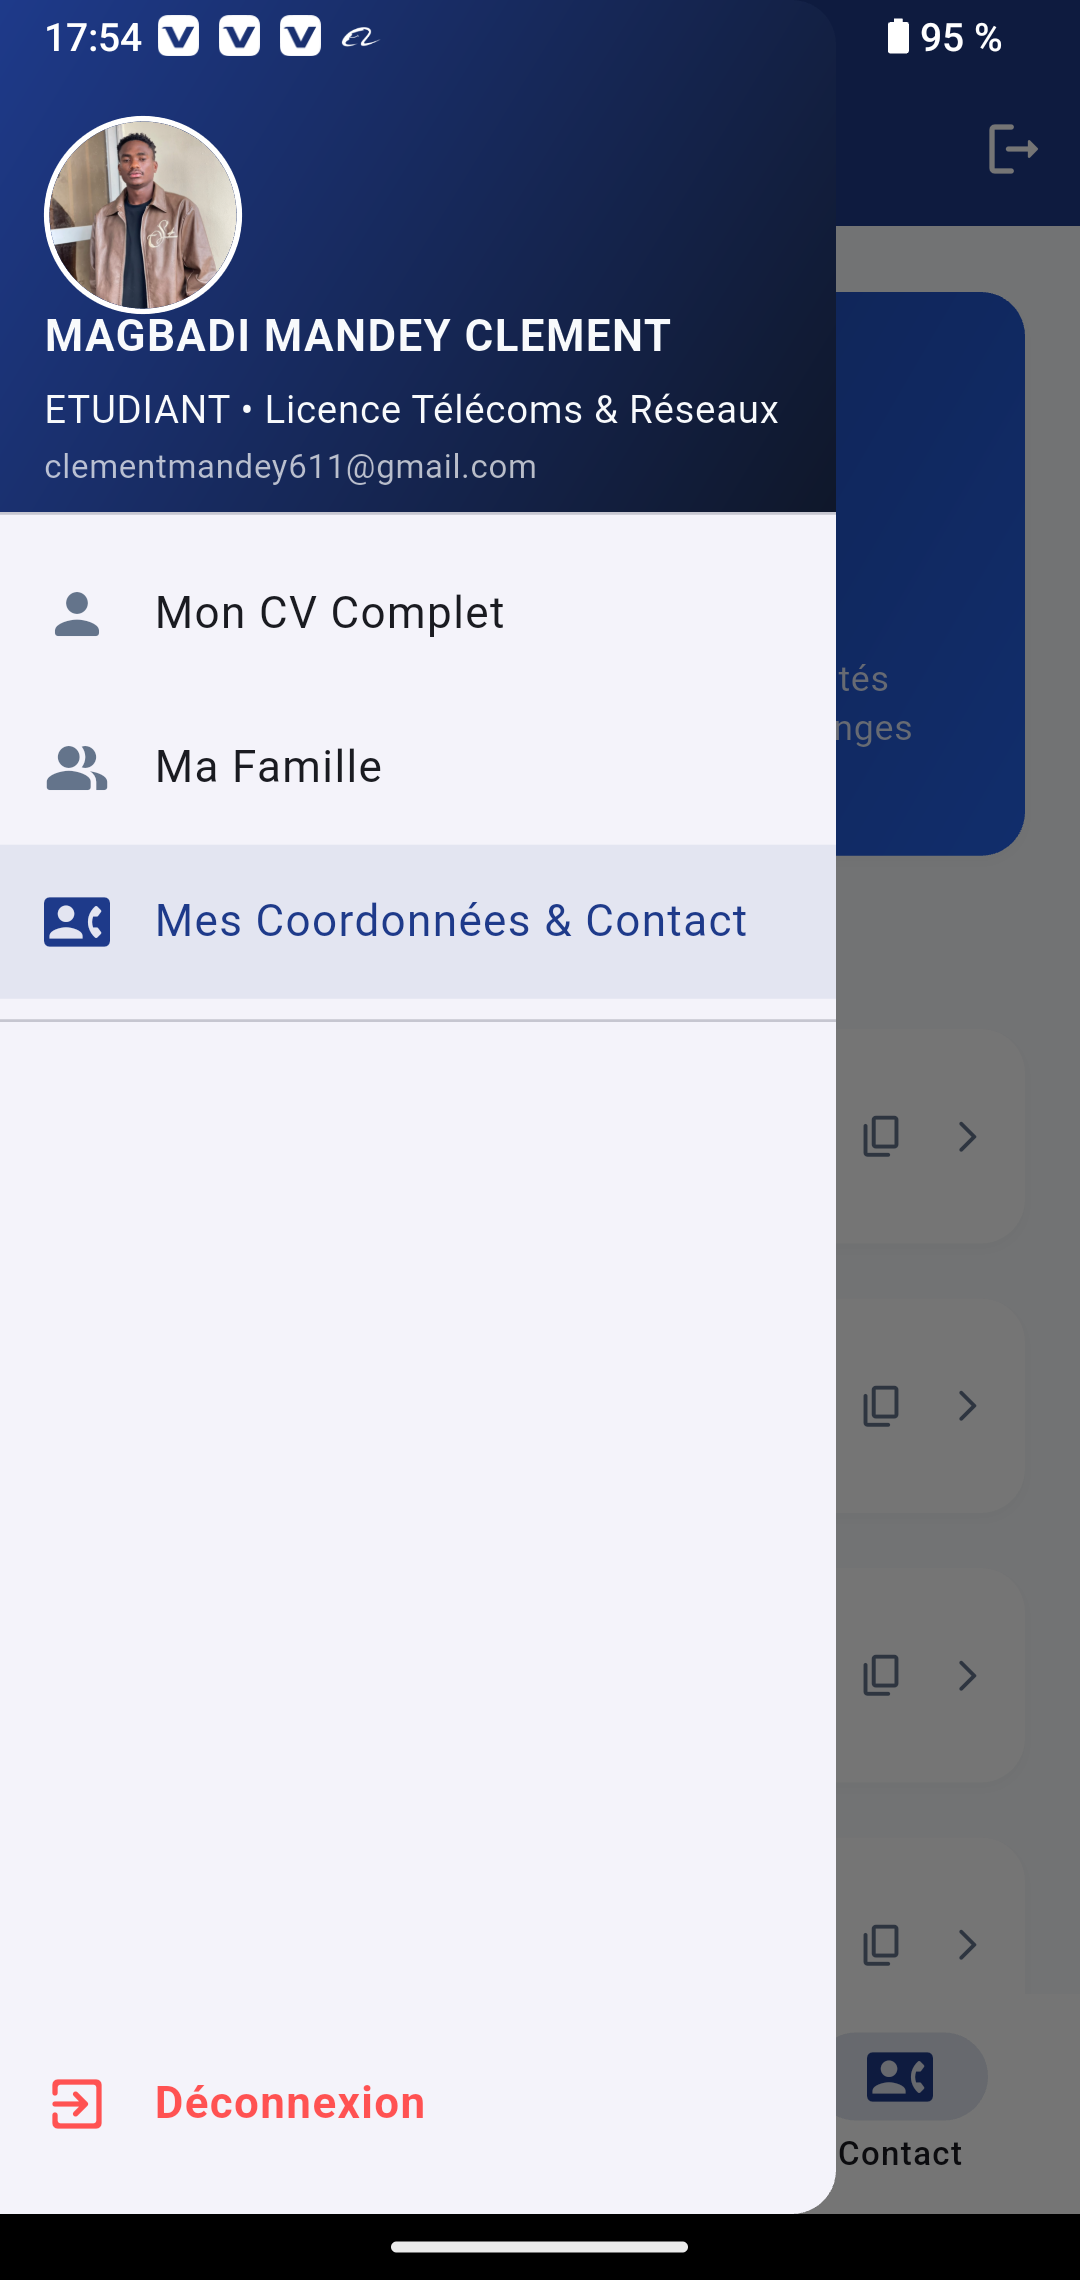 17:54
95 %
MAGBADI MANDEY CLEMENT
ETUDIANT • Licence Télécoms & Réseaux
clementmandey611@gmail.com
Mon CV Complet
Ma Famille
tés
nges
Mes Coordonnées & Contact
Déconnexion
Contact